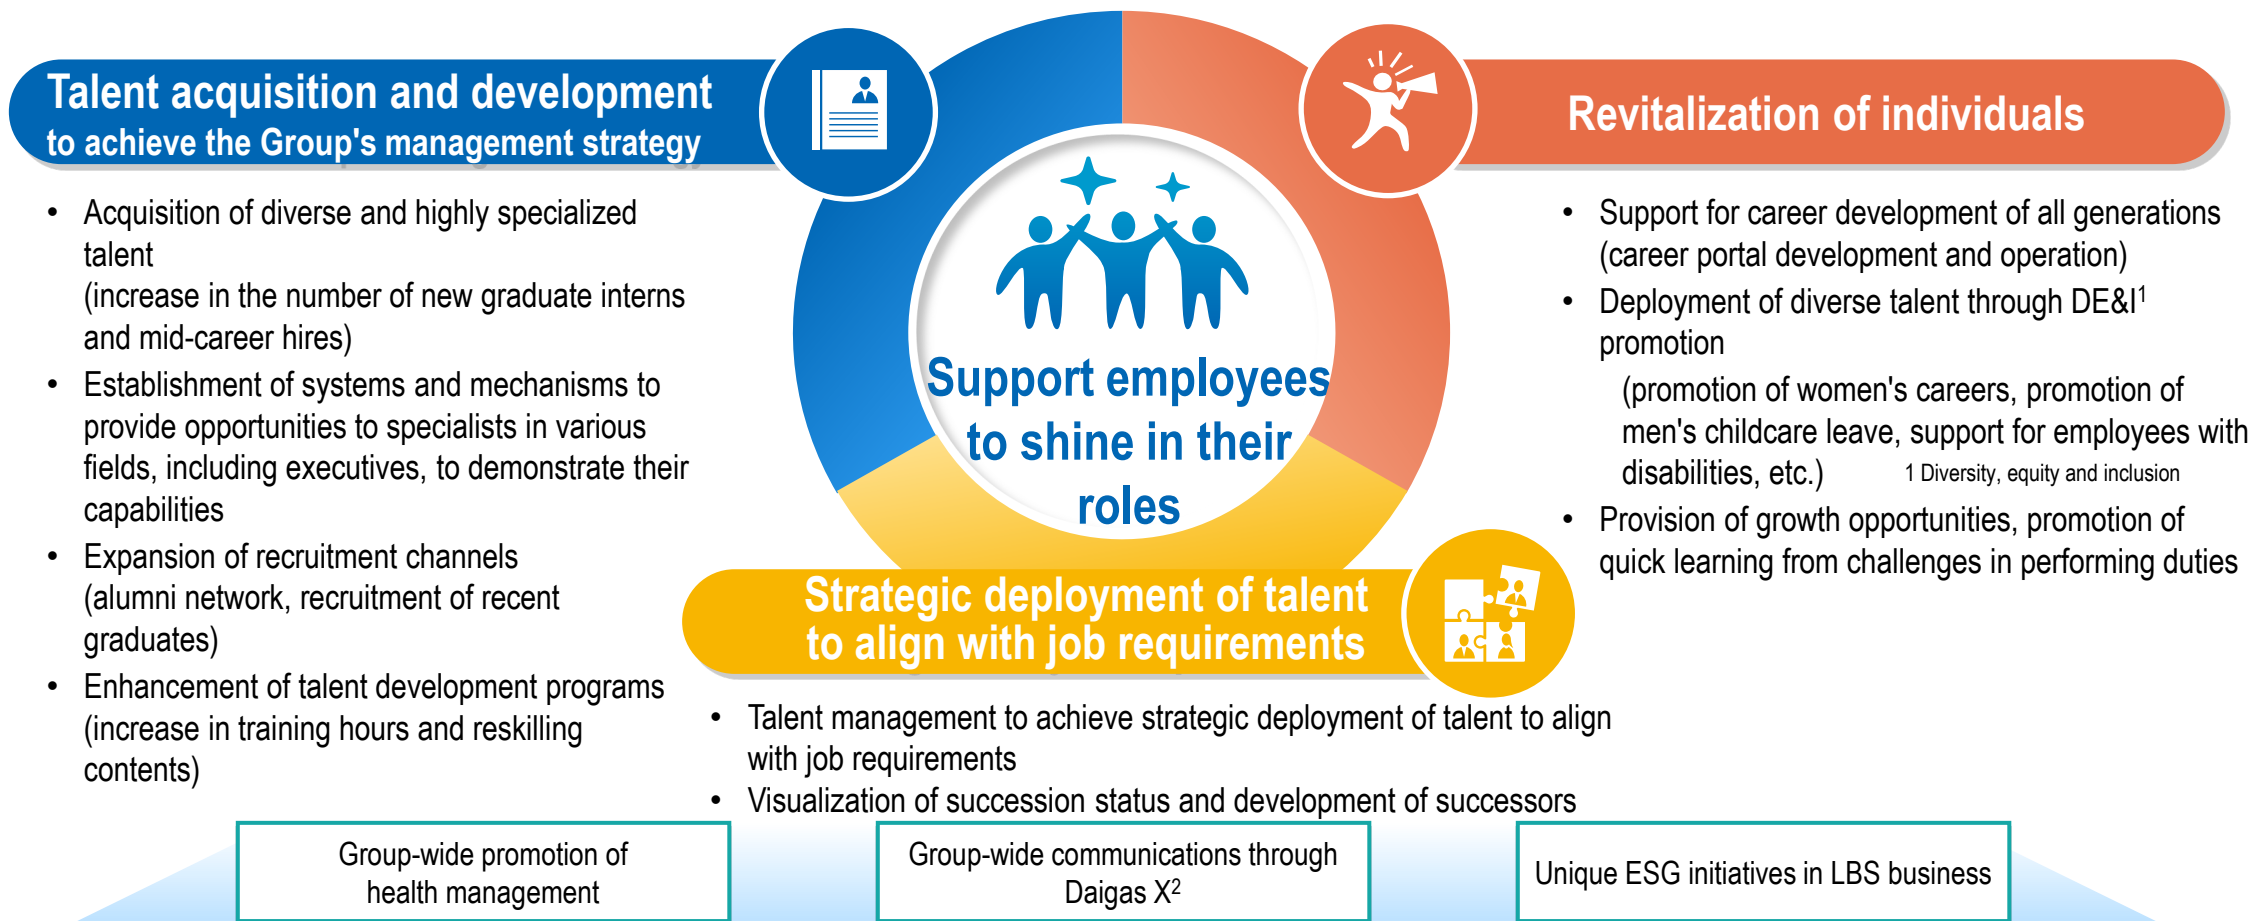 Talent acquisition and development
to achieve the Group's management strategy
• Acquisition of diverse and highly specialized
talent
(increase in the number of new graduate interns
and mid-career hires)
• Establishment of systems and mechanisms to
provide opportunities to specialists in various
fields, including executives, to demonstrate their
capabilities
• Expansion of recruitment channels
(alumni network, recruitment of recent
graduates)
• Enhancement of talent development programs
(increase in training hours and reskilling
contents)
Support employees
to shine in their
roles
Revitalization of individuals
• Support for career development of all generations
(career portal development and operation)
• Deployment of diverse talent through DE&I1
promotion
(promotion of women's careers, promotion of
men's childcare leave, support for employees with
disabilities, etc.)
1 Diversity, equity and inclusion
• Provision of growth opportunities, promotion of
quick learning from challenges in performing duties
Strategic deployment of talent
to align with job requirements
• Talent management to achieve strategic deployment of talent to align
with job requirements
• Visualization of succession status and development of successors
Group-wide promotion of
health management
Group-wide communications through
Daigas X2
Unique ESG initiatives in LBS business